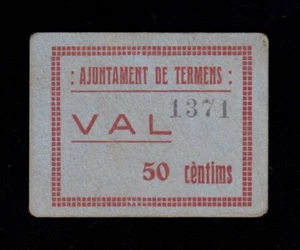 : AJUNTAMENT DE TERMENS :
1371
VAL
50 cèntims